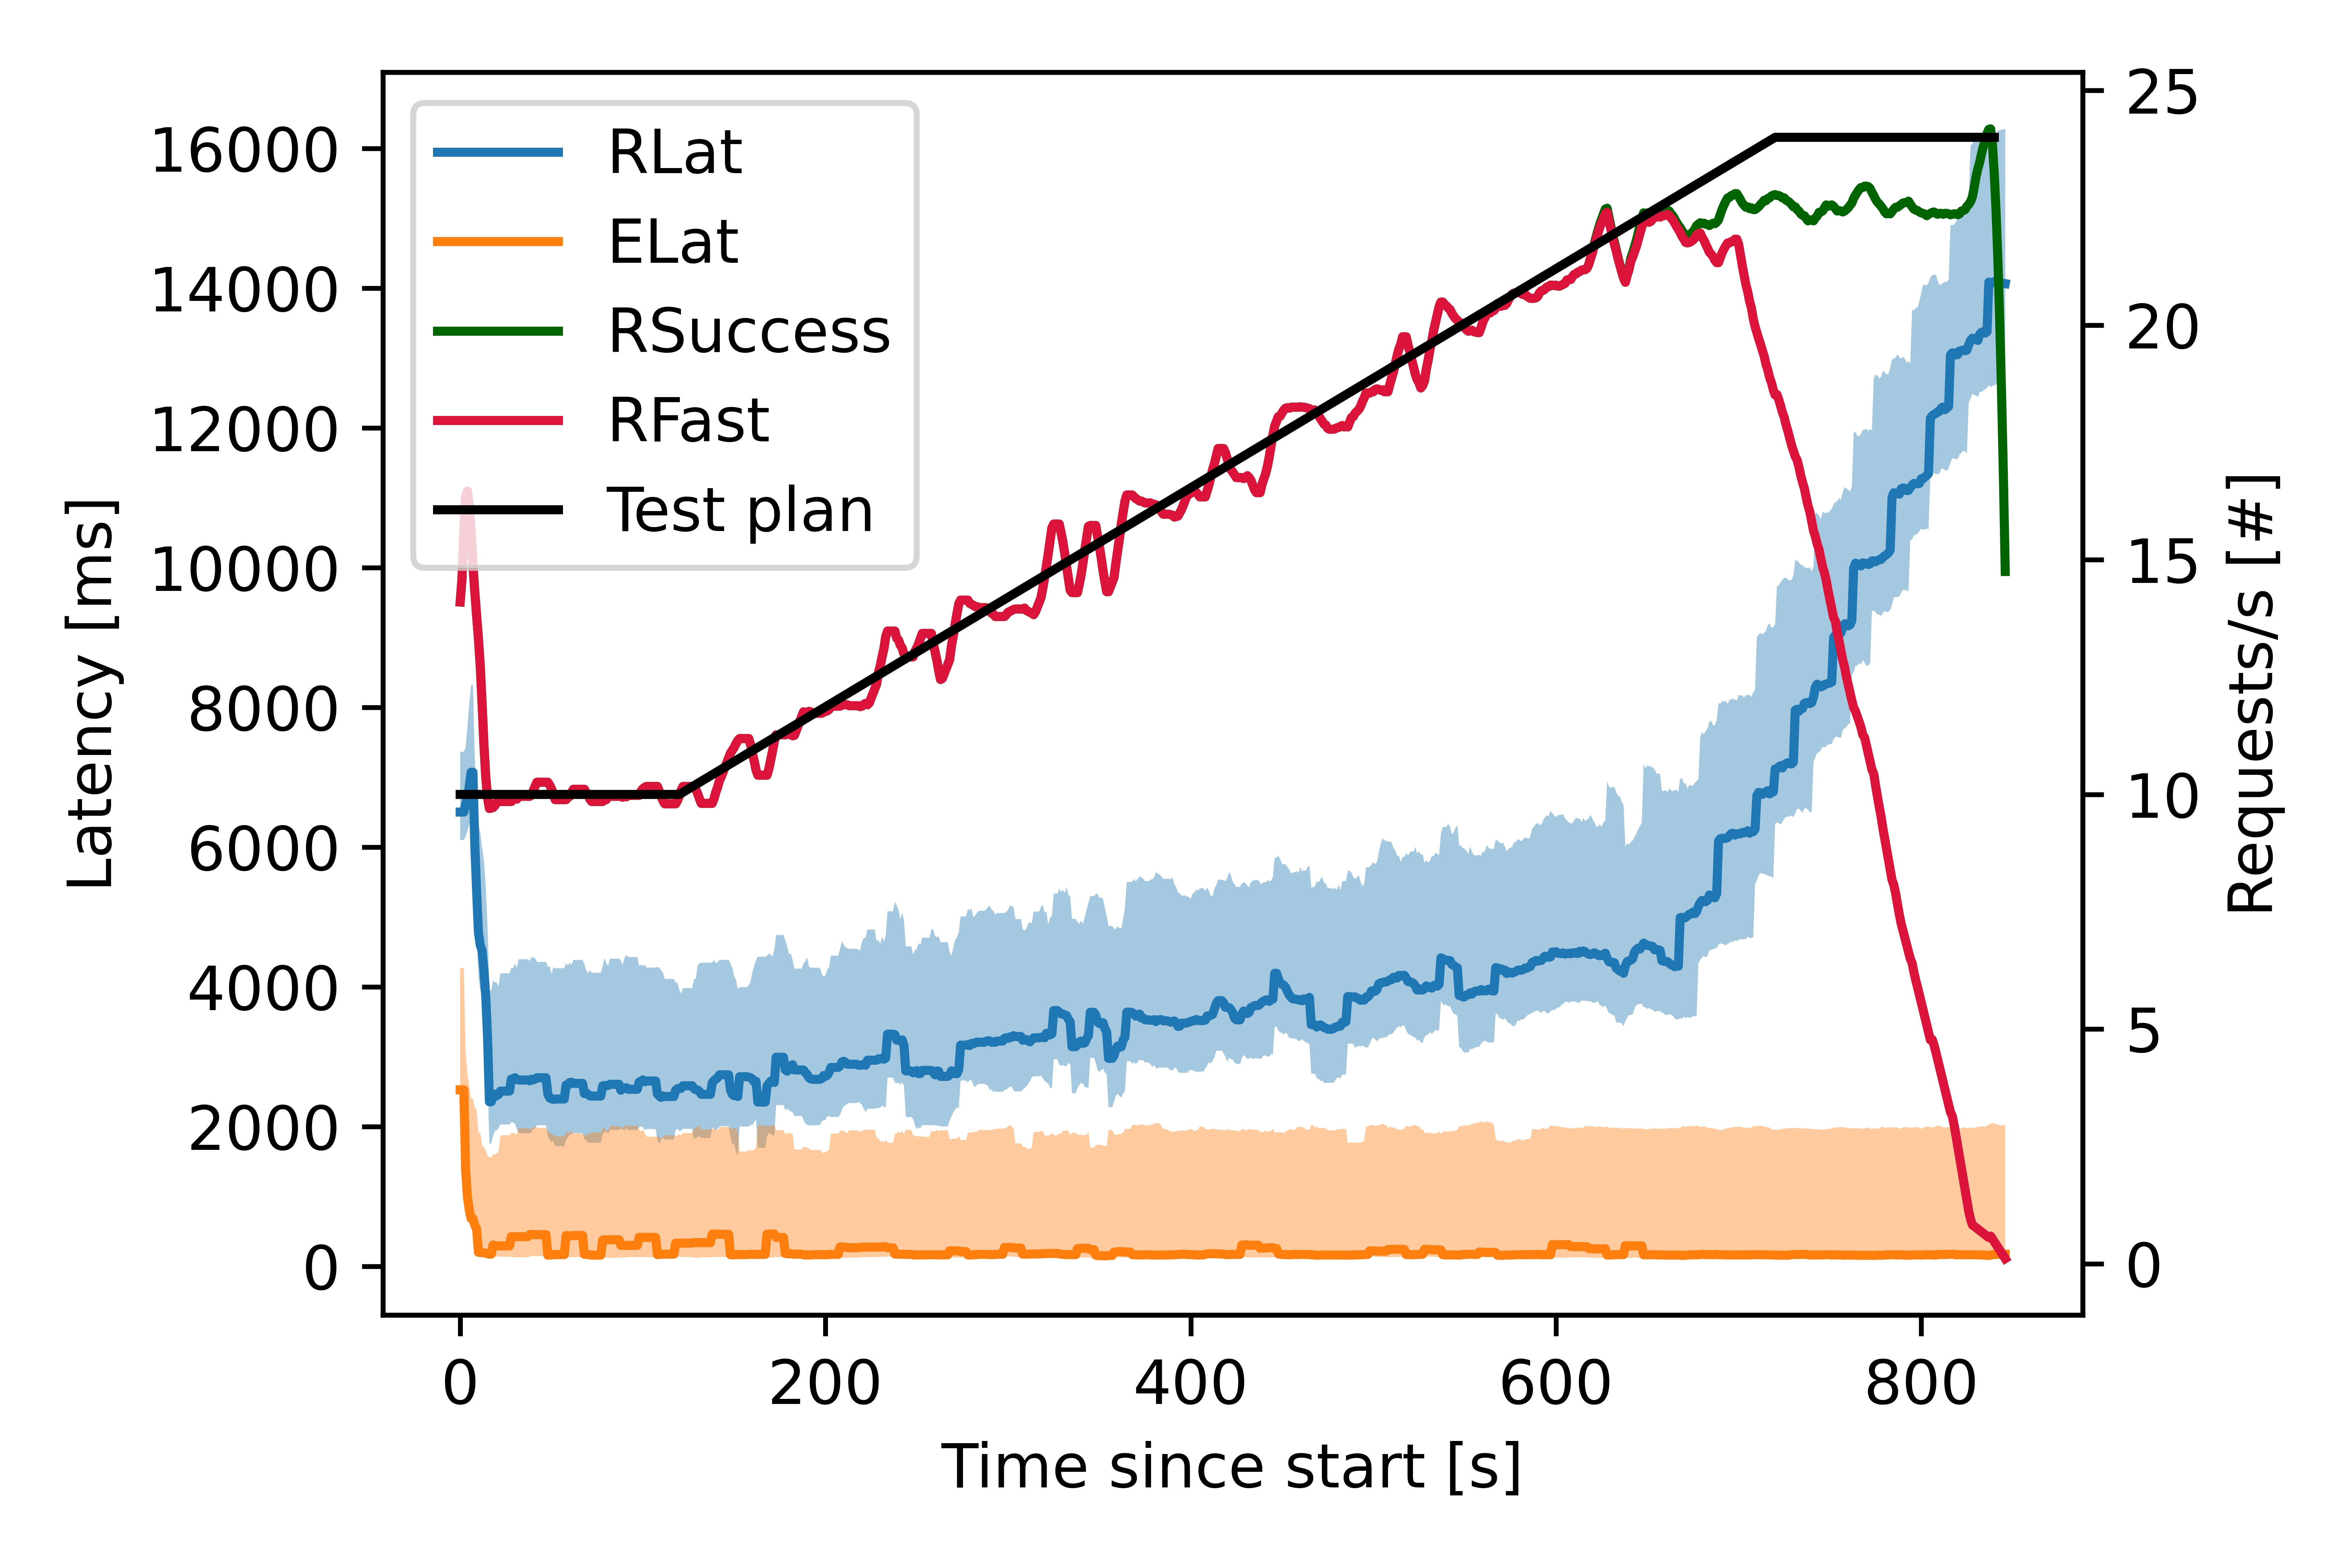 RLat
ELat
RSuccess
RFast
Test plan
Latency [ms]
16000
14000
12000
10000
8000
6000
4000
2000
0
Requests/s [#]
25
20
15
10
5
0
0 200 400 600 800
Time since start [s]